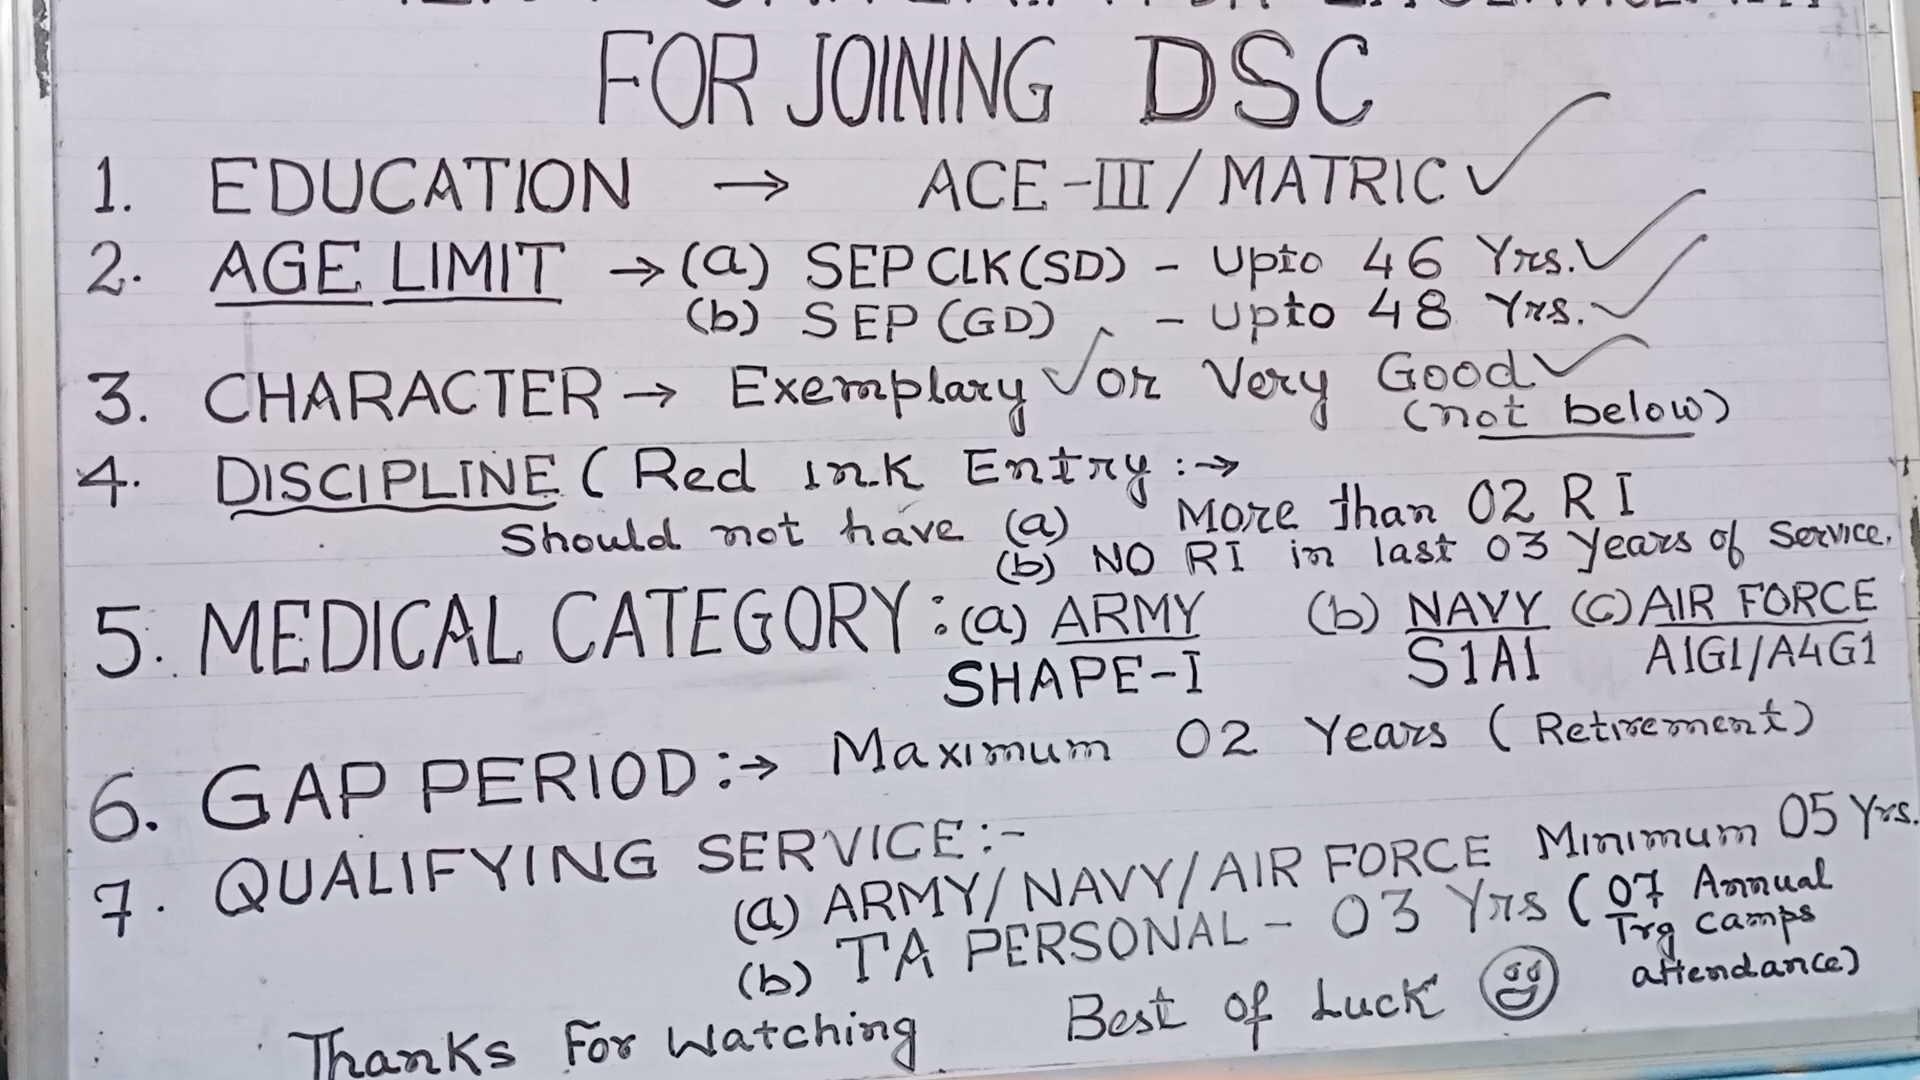 FOR JOINING DSC
1. EDUCATION → ACE-III / MATRIC ✓
2. AGE LIMIT → (a) SEP CLK (SD) - Upto 46 Yrs. ✓
(b) SEP (GD) - Upto 48 Yrs. ✓
3. CHARACTER → Exemplary ✓ or Very Good ✓
(not below)
4. DISCIPLINE ( Red Ink Entry :→
Should not have (a) More than 02 RI
(b) NO RI in last 03 Years of Service.
5. MEDICAL CATEGORY : (a) ARMY (b) NAVY (C) AIR FORCE
SHAPE-I S1A1 A1G1/A4G1
6. GAP PERIOD :→ Maximum 02 Years ( Retirement)
7. QUALIFYING SERVICE :-
(a) ARMY/NAVY/AIR FORCE Minimum 05 Yrs.
(b) TA PERSONAL - 03 Yrs ( 07 Annual
Trg camps
attendance)
Thanks For Watching Best of Luck